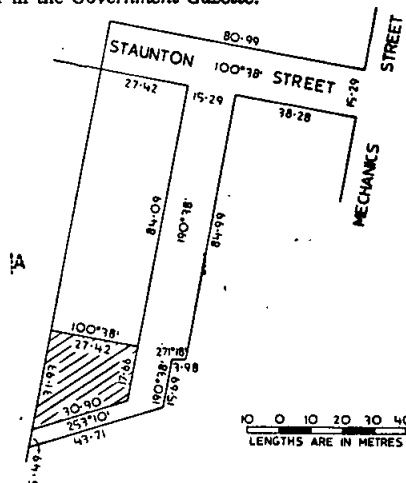 in the Government Gazette.
80·99
STREET
STAUNTON
100°38'
STREET
27·42
15·29
15·29
38·28
MECHANICS
84·09
190°38'
84·99
100°38'
27·42
271°18'
3·98
31·93
17·66
190°38'
15·69
30·90
253°10'
43·71
10 0 10 20 30 40
LENGTHS ARE IN METRES